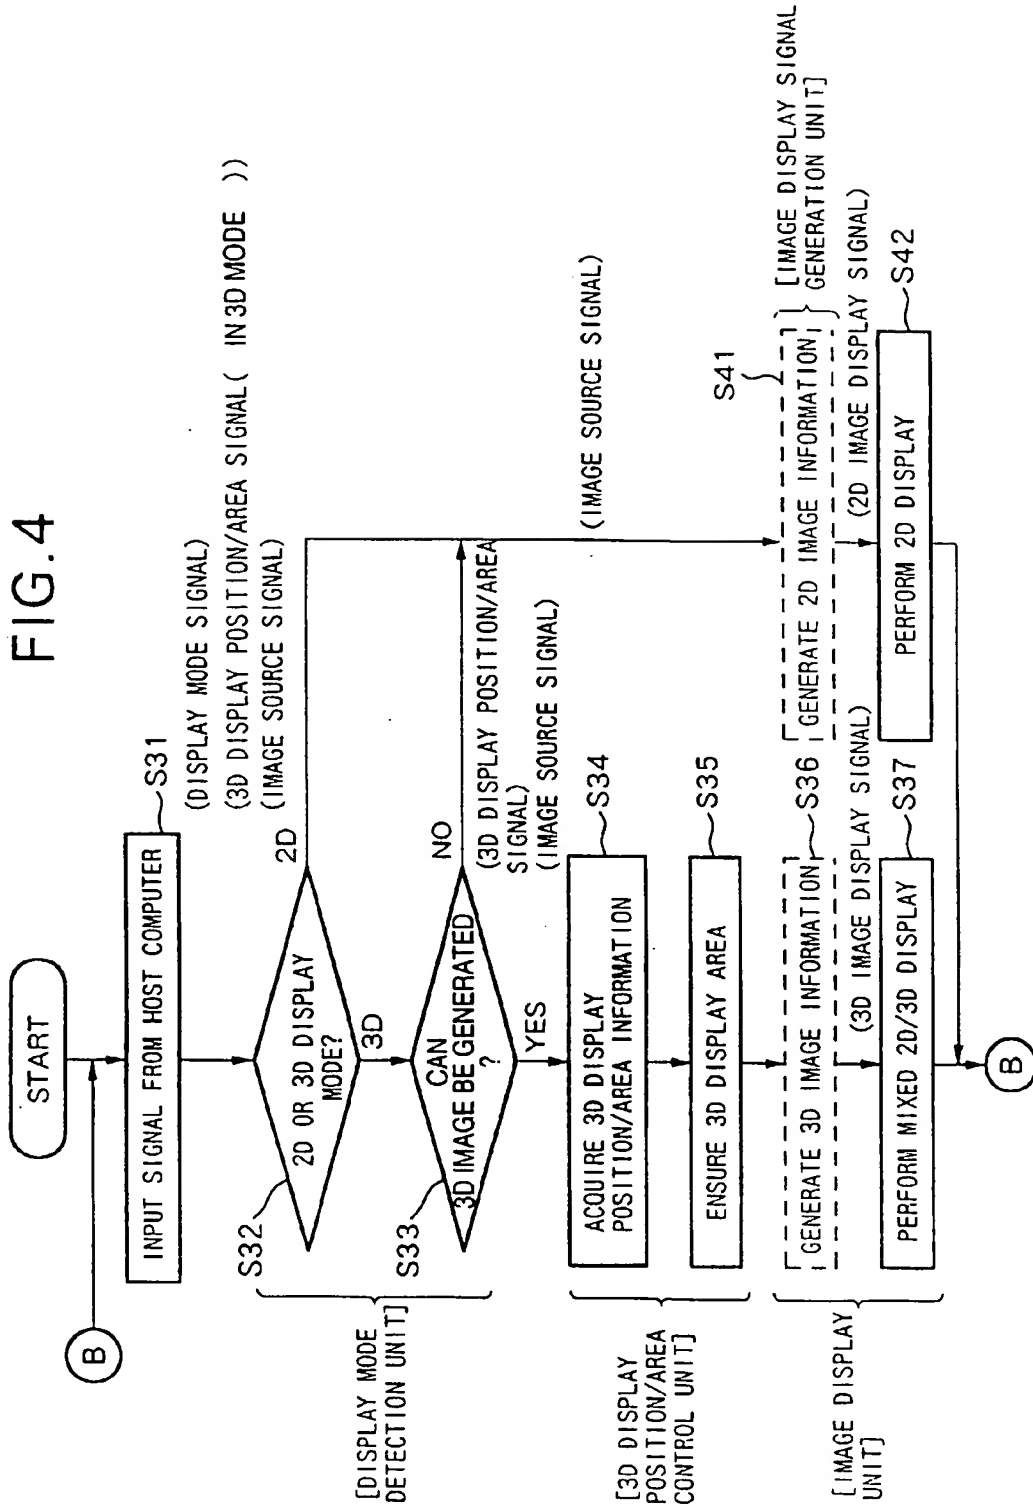 FIG.4
START
B
INPUT SIGNAL FROM HOST COMPUTER
S31
(DISPLAY MODE SIGNAL)
(3D DISPLAY POSITION/AREA SIGNAL( IN 3D MODE ))
(IMAGE SOURCE SIGNAL)
S32
2D OR 3D DISPLAY
MODE?
2D
3D
[DISPLAY MODE
DETECTION UNIT]
S33
CAN
3D IMAGE BE GENERATED
?
NO
YES
(3D DISPLAY POSITION/AREA
SIGNAL)
(IMAGE SOURCE SIGNAL)
(IMAGE SOURCE SIGNAL)
[3D DISPLAY
POSITION/AREA
CONTROL UNIT]
ACQUIRE 3D DISPLAY
POSITION/AREA INFORMATION
S34
ENSURE 3D DISPLAY AREA
S35
[IMAGE DISPLAY
UNIT]
GENERATE 3D IMAGE INFORMATION
S36
(3D IMAGE DISPLAY SIGNAL)
PERFORM MIXED 2D/3D DISPLAY
S37
S41
GENERATE 2D IMAGE INFORMATION
[IMAGE DISPLAY SIGNAL
GENERATION UNIT]
(2D IMAGE DISPLAY SIGNAL)
PERFORM 2D DISPLAY
S42
B